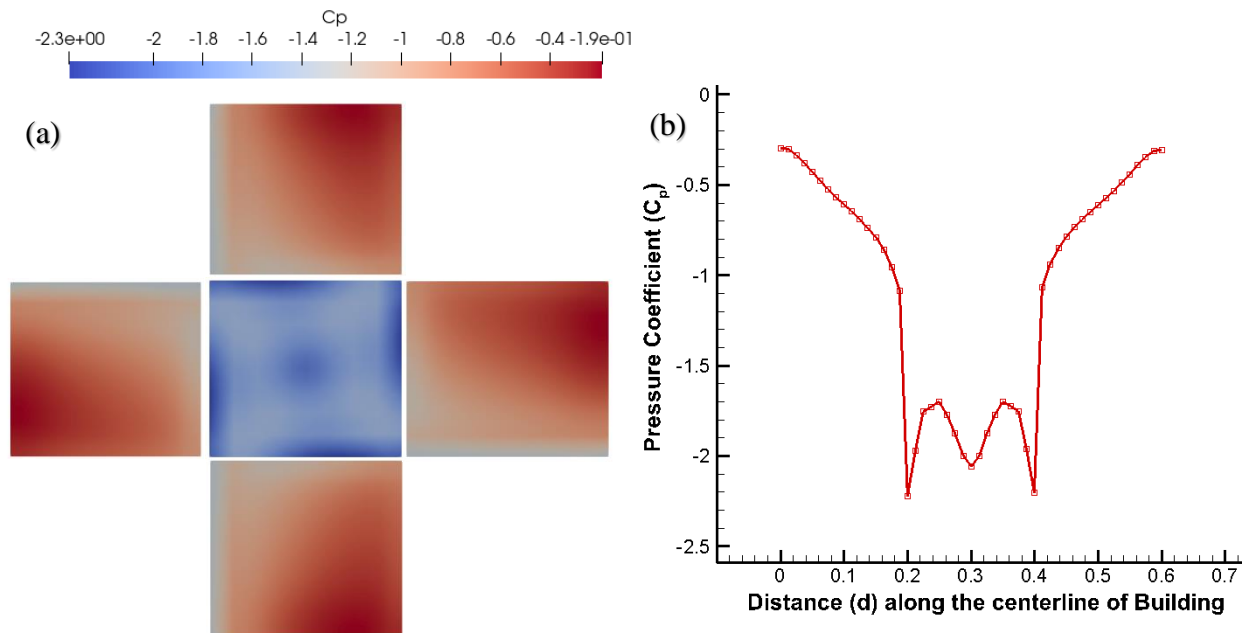 Cp
-2.3e+00 -2 -1.8 -1.6 -1.4 -1.2 -1 -0.8 -0.6 -0.4 -1.9e-01
(a)
(b)
0
-0.5
-1
-1.5
-2
-2.5
Pressure Coefficient (Cp)
0 0.1 0.2 0.3 0.4 0.5 0.6 0.7
Distance (d) along the centerline of Building